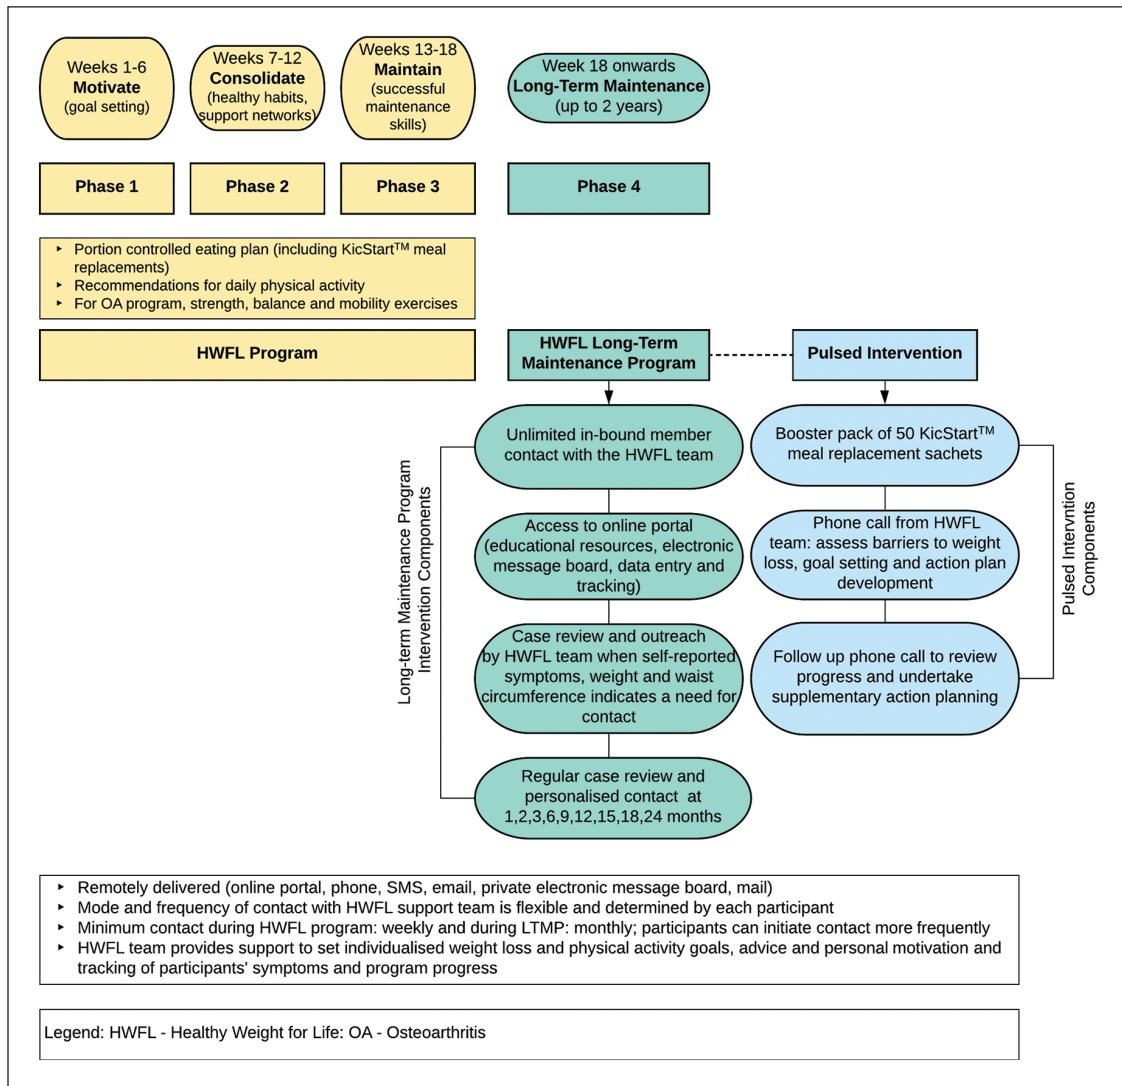 Weeks 1-6
Motivate
(goal setting)
Weeks 7-12
Consolidate
(healthy habits,
support networks)
Weeks 13-18
Maintain
(successful
maintenance
skills)
Week 18 onwards
Long-Term Maintenance
(up to 2 years)
Phase 1
Phase 2
Phase 3
Phase 4
‣ Portion controlled eating plan (including KicStart™ meal
replacements)
‣ Recommendations for daily physical activity
‣ For OA program, strength, balance and mobility exercises
HWFL Program
HWFL Long-Term
Maintenance Program
Pulsed Intervention
Long-term Maintenance Program
Intervention Components
Unlimited in-bound member
contact with the HWFL team
Access to online portal
(educational resources, electronic
message board, data entry and
tracking)
Case review and outreach
by HWFL team when self-reported
symptoms, weight and waist
circumference indicates a need for
contact
Regular case review and
personalised contact at
1,2,3,6,9,12,15,18,24 months
Booster pack of 50 KicStart™
meal replacement sachets
Phone call from HWFL
team: assess barriers to weight
loss, goal setting and action plan
development
Follow up phone call to review
progress and undertake
supplementary action planning
Pulsed Intervntion
Components
‣ Remotely delivered (online portal, phone, SMS, email, private electronic message board, mail)
‣ Mode and frequency of contact with HWFL support team is flexible and determined by each participant
‣ Minimum contact during HWFL program: weekly and during LTMP: monthly; participants can initiate contact more frequently
‣ HWFL team provides support to set individualised weight loss and physical activity goals, advice and personal motivation and
tracking of participants' symptoms and program progress
Legend: HWFL - Healthy Weight for Life: OA - Osteoarthritis